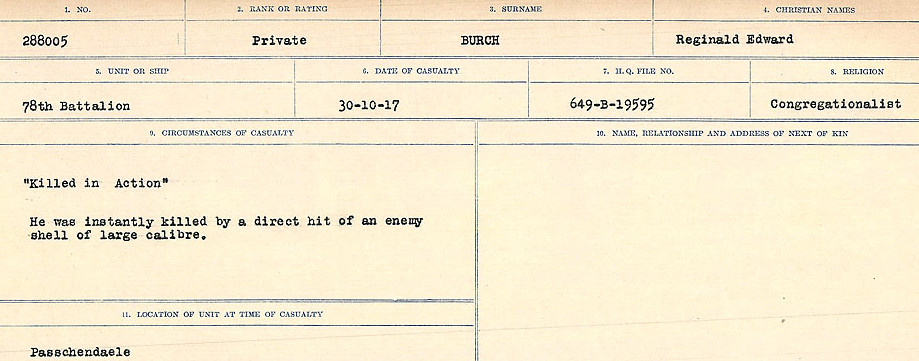 1. NO. 2. RANK OR RATING 3. SURNAME 4. CHRISTIAN NAMES
288005 Private BURCH Reginald Edward
5. UNIT OR SHIP 6. DATE OF CASUALTY 7. H.Q. FILE NO. 8. RELIGION
78th Battalion 30-10-17 649-B-19595 Congregationalist
9. CIRCUMSTANCES OF CASUALTY 10. NAME, RELATIONSHIP AND ADDRESS OF NEXT OF KIN
"Killed in Action"
He was instantly killed by a direct hit of an enemy
shell of large calibre.
11. LOCATION OF UNIT AT TIME OF CASUALTY
Passchendaele